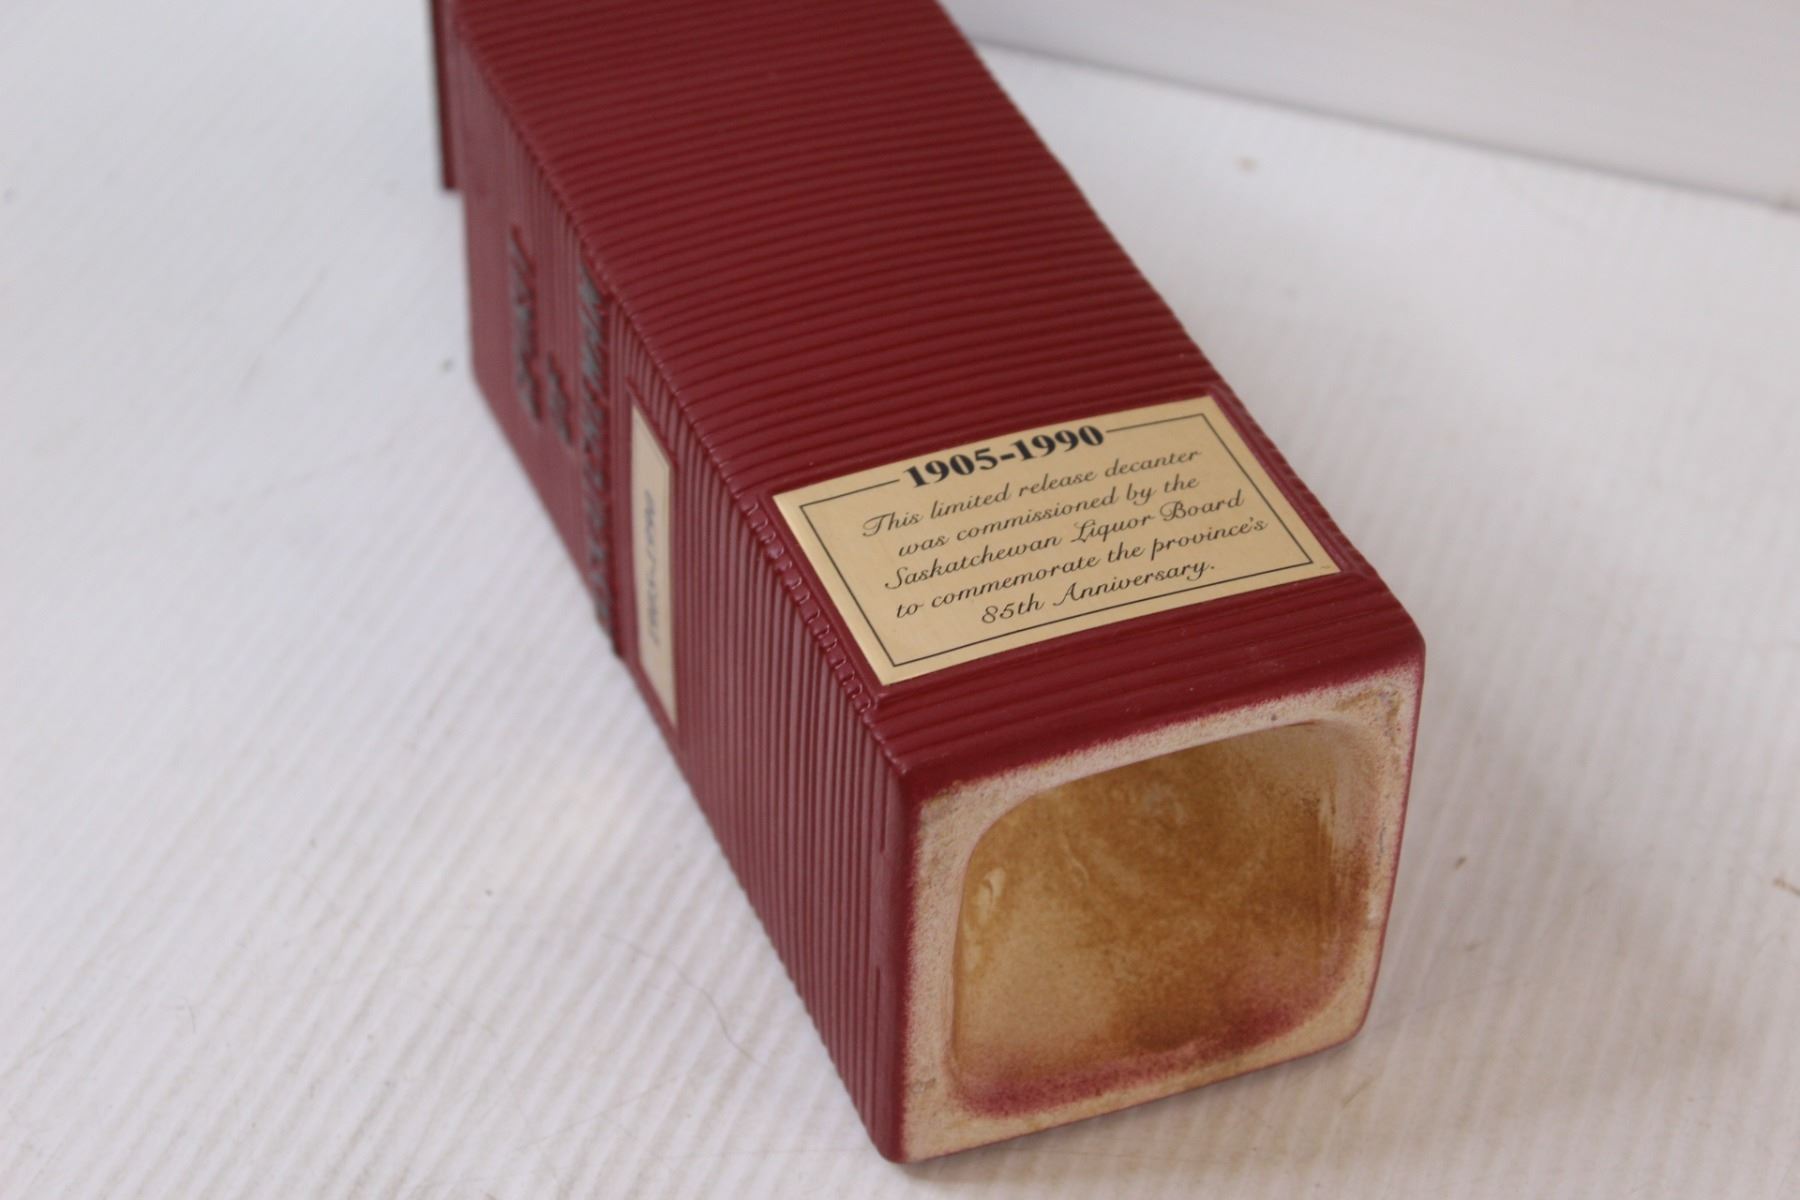 1905-1990
This limited release decanter
was commissioned by the
Saskatchewan Liquor Board
to commemorate the province's
85th Anniversary.